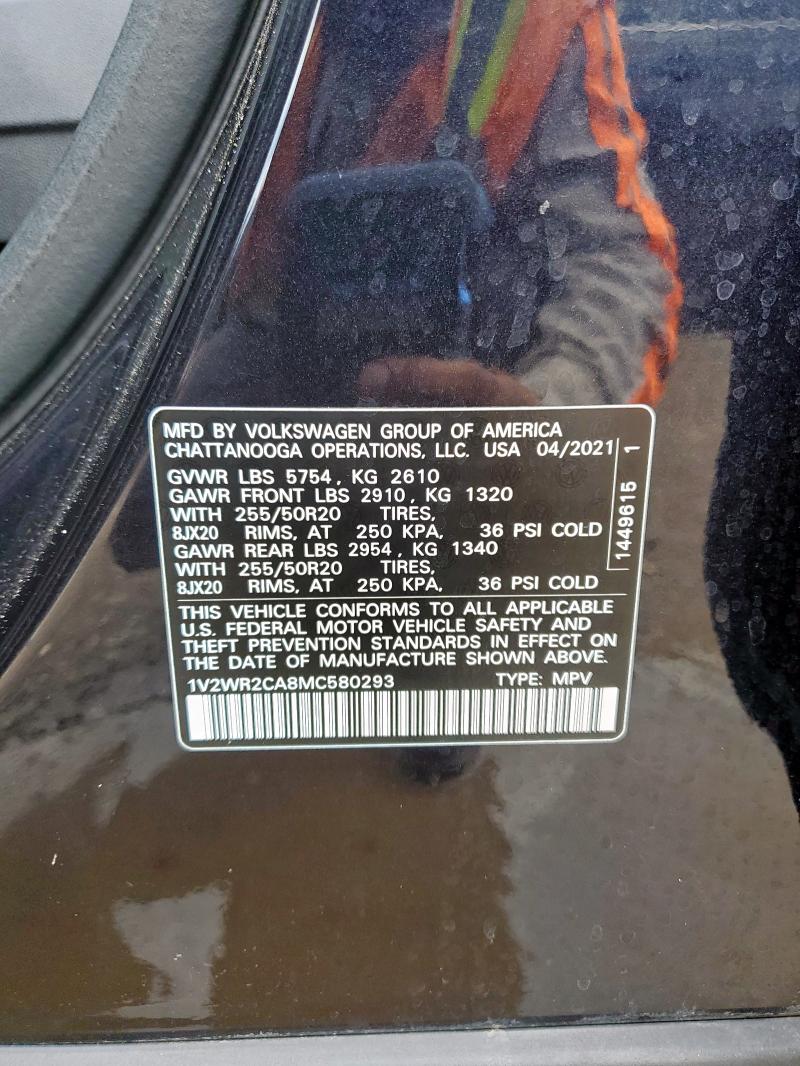 MFD BY VOLKSWAGEN GROUP OF AMERICA
CHATTANOOGA OPERATIONS, LLC. USA 04/2021
GVWR LBS 5754, KG 2610
GAWR FRONT LBS 2910, KG 1320
WITH 255/50R20 TIRES,
8JX20 RIMS, AT 250 KPA, 36 PSI COLD
GAWR REAR LBS 2954, KG 1340
WITH 255/50R20 TIRES,
8JX20 RIMS, AT 250 KPA, 36 PSI COLD
1449615 1
THIS VEHICLE CONFORMS TO ALL APPLICABLE
U.S. FEDERAL MOTOR VEHICLE SAFETY AND
THEFT PREVENTION STANDARDS IN EFFECT ON
THE DATE OF MANUFACTURE SHOWN ABOVE.
1V2WR2CA8MC580293 TYPE: MPV